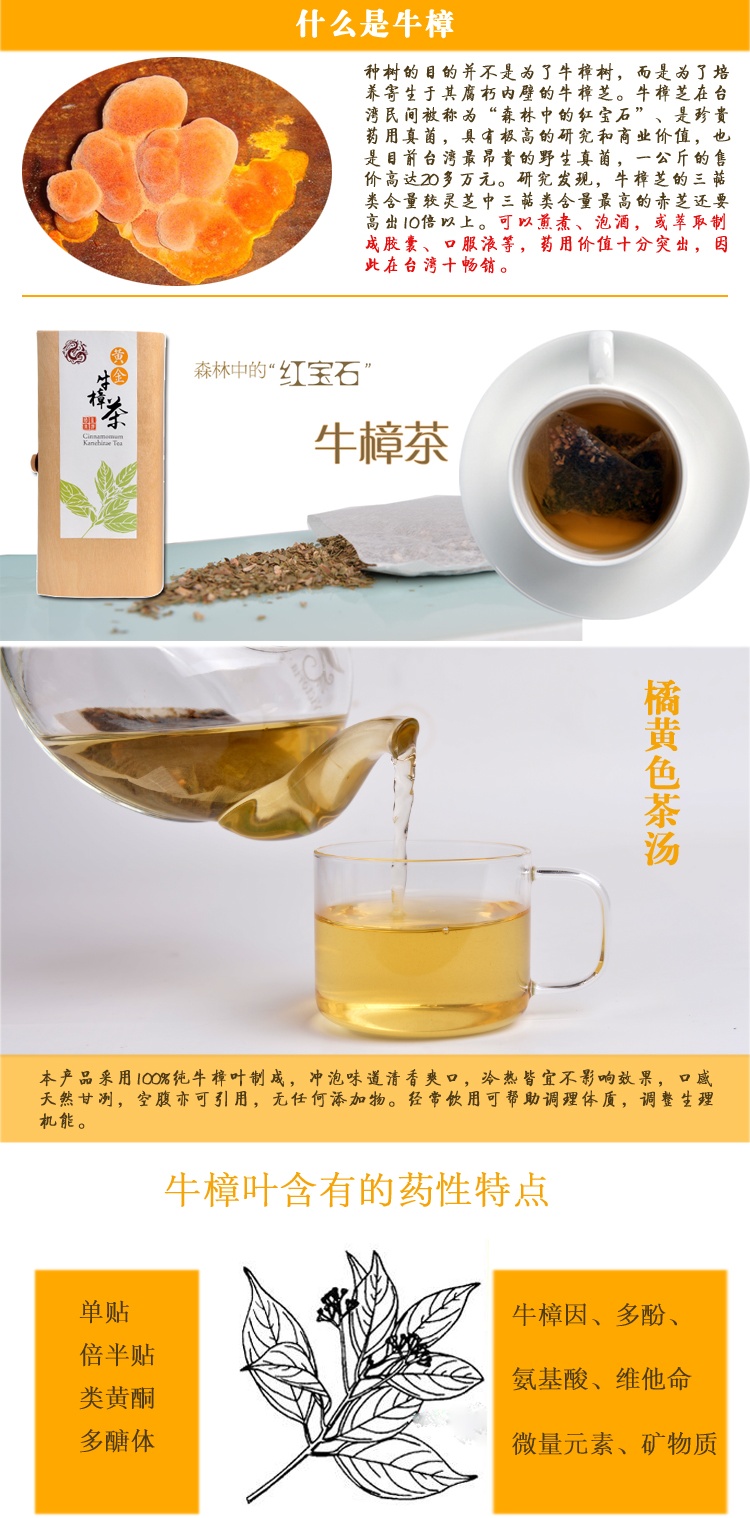 什么是牛樟
种树的目的并不是为了牛樟树，而是为了培
养寄生于其腐朽内壁的牛樟芝。牛樟芝在台
湾民间被称为“森林中的红宝石”、是珍贵
药用真菌，具有极高的研究和商业价值，也
是目前台湾最昂贵的野生真菌，一公斤的售
价高达20多万元。研究发现，牛樟芝的三萜
类含量较灵芝中三萜类含量最高的赤芝还要
高出10倍以上。可以煎煮、泡酒，或萃取制
成胶囊、口服液等，药用价值十分突出，因
此在台湾十畅销。
黄金
牛樟茶
Cinnamomum
Kanehirae Tea
森林中的“红宝石”
牛樟茶
橘黄色茶汤
本产品采用100%纯牛樟叶制成，冲泡味道清香爽口，冷热皆宜不影响效果，口感
天然甘冽，空腹亦可引用，无任何添加物。经常饮用可帮助调理体质，调整生理
机能。
牛樟叶含有的药性特点
单贴
倍半贴
类黄酮
多醣体
牛樟因、多酚、
氨基酸、维他命
微量元素、矿物质